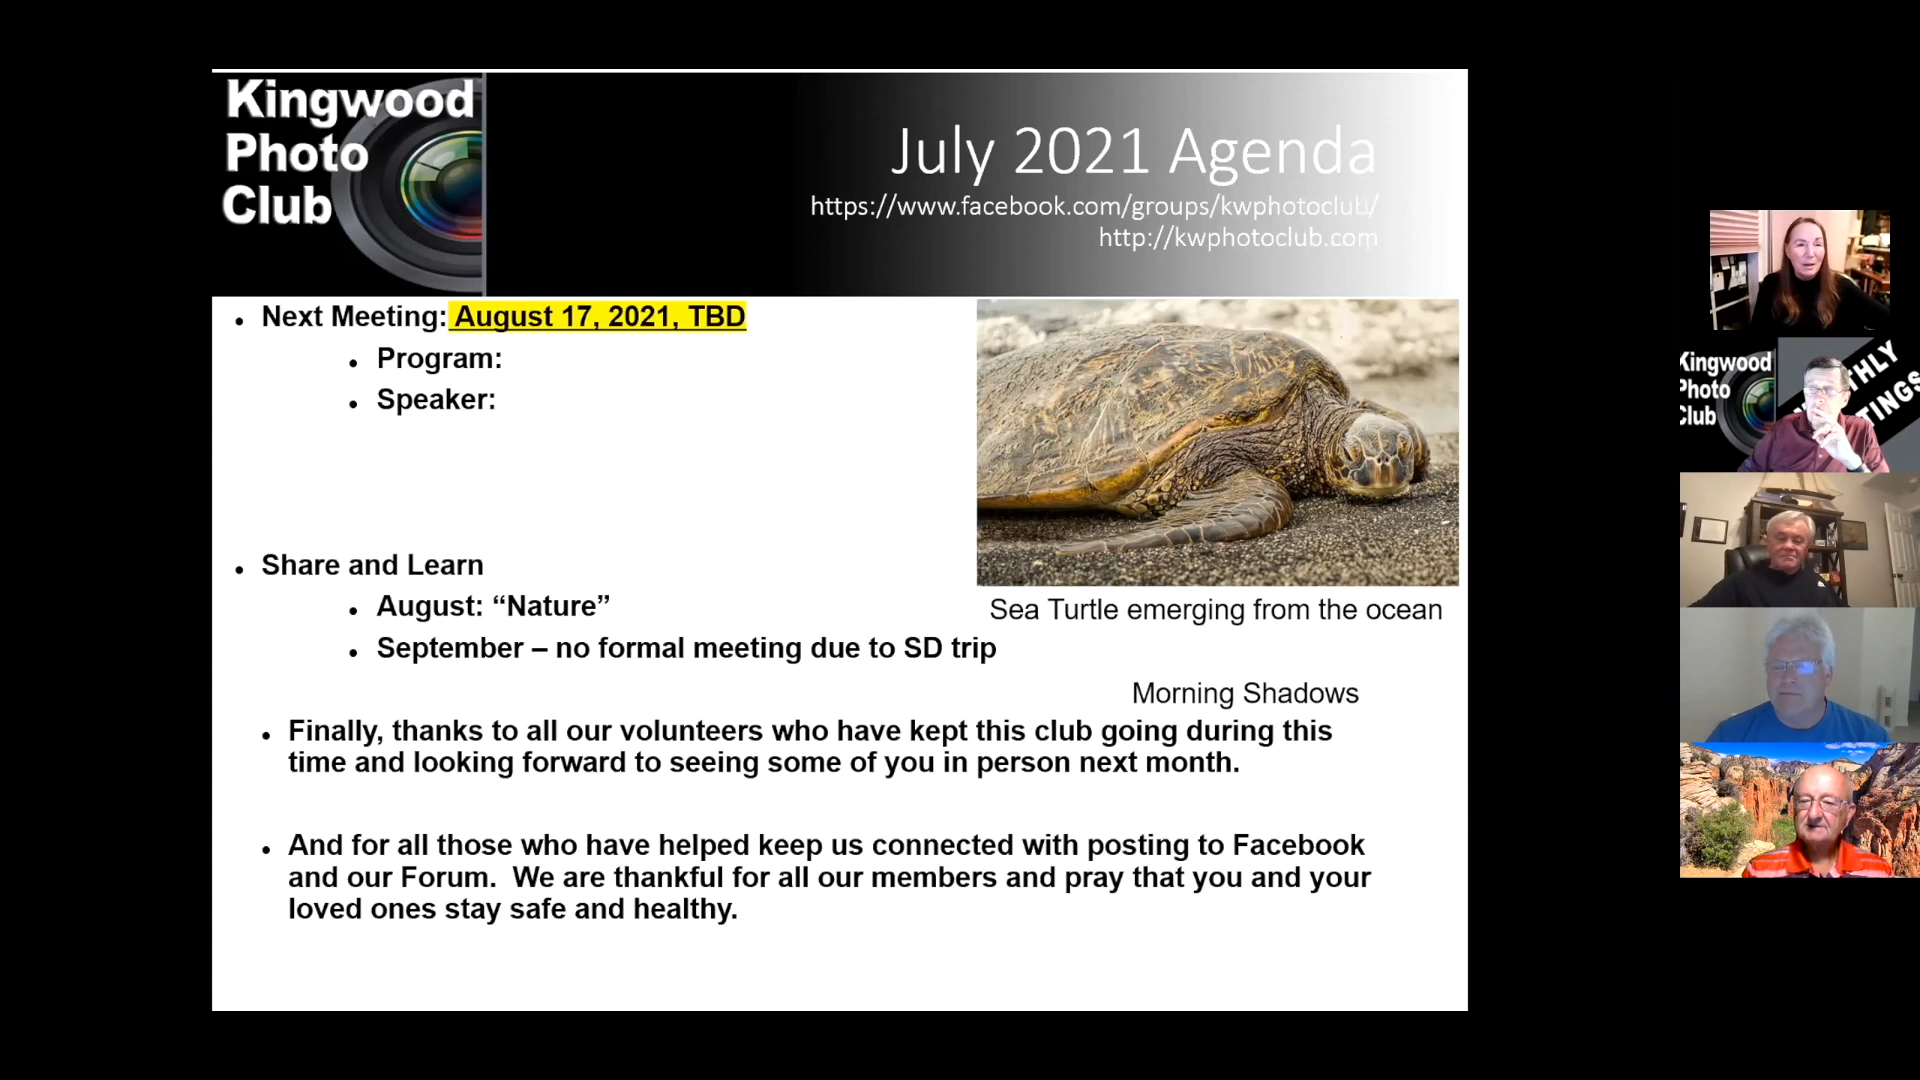 Kingwood
Photo
Club
July 2021 Agenda
https://www.facebook.com/groups/kwphotoclub/
http://kwphotoclub.com
• Next Meeting: August 17, 2021, TBD
• Program:
• Speaker:
• Share and Learn
• August: “Nature”
• September – no formal meeting due to SD trip
Sea Turtle emerging from the ocean
Morning Shadows
• Finally, thanks to all our volunteers who have kept this club going during this
time and looking forward to seeing some of you in person next month.
• And for all those who have helped keep us connected with posting to Facebook
and our Forum. We are thankful for all our members and pray that you and your
loved ones stay safe and healthy.
Kingwood
Photo
Club